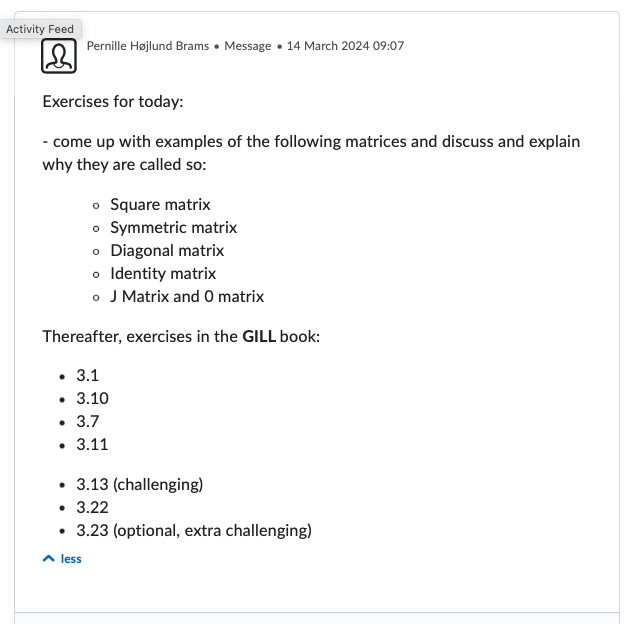 Activity Feed
Pernille Højlund Brams • Message • 14 March 2024 09:07
Exercises for today:
- come up with examples of the following matrices and discuss and explain
why they are called so:
○ Square matrix
○ Symmetric matrix
○ Diagonal matrix
○ Identity matrix
○ J Matrix and 0 matrix
Thereafter, exercises in the GILL book:
• 3.1
• 3.10
• 3.7
• 3.11
• 3.13 (challenging)
• 3.22
• 3.23 (optional, extra challenging)
less